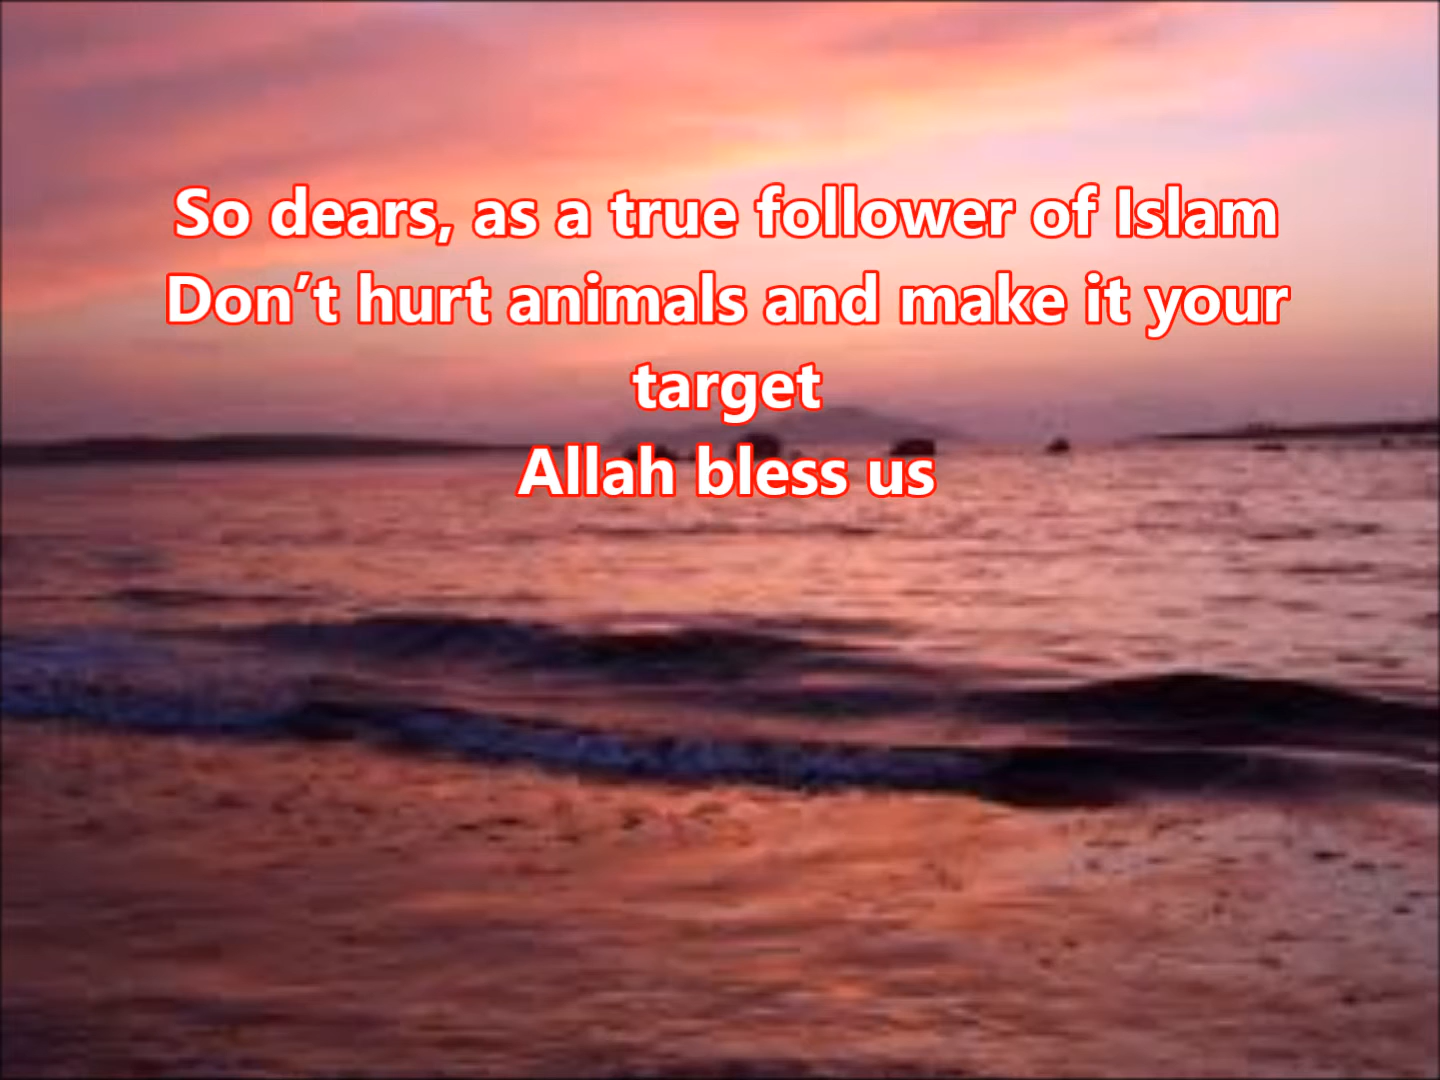 So dears, as a true follower of Islam
Don’t hurt animals and make it your
target
Allah bless us